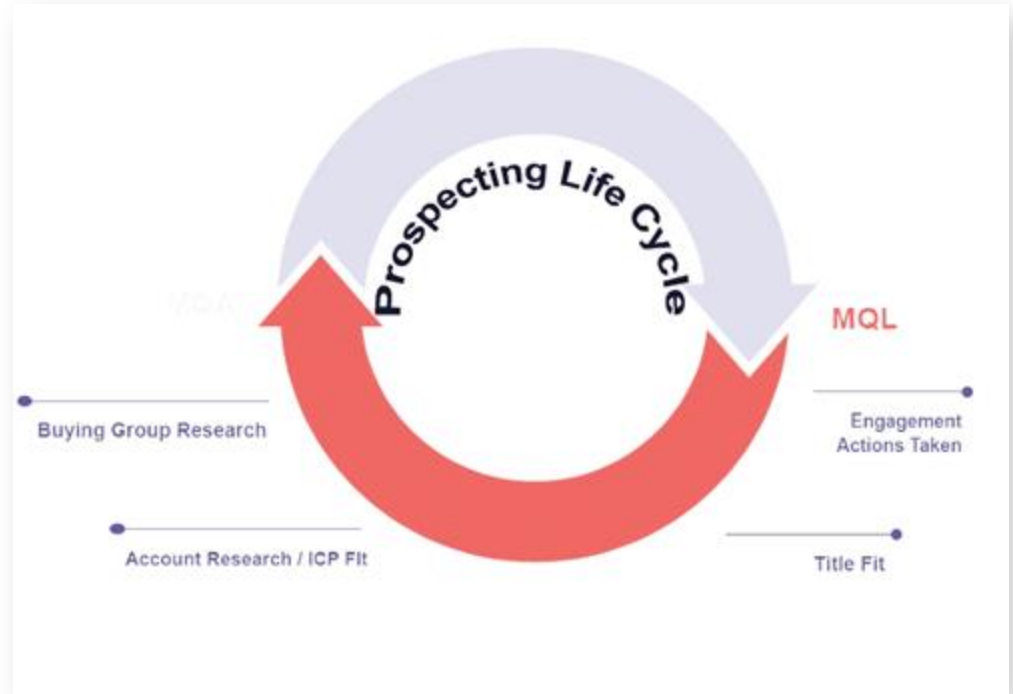 Prospecting Life Cycle
MQL
Engagement
Actions Taken
Buying Group Research
Title Fit
Account Research / ICP FIt